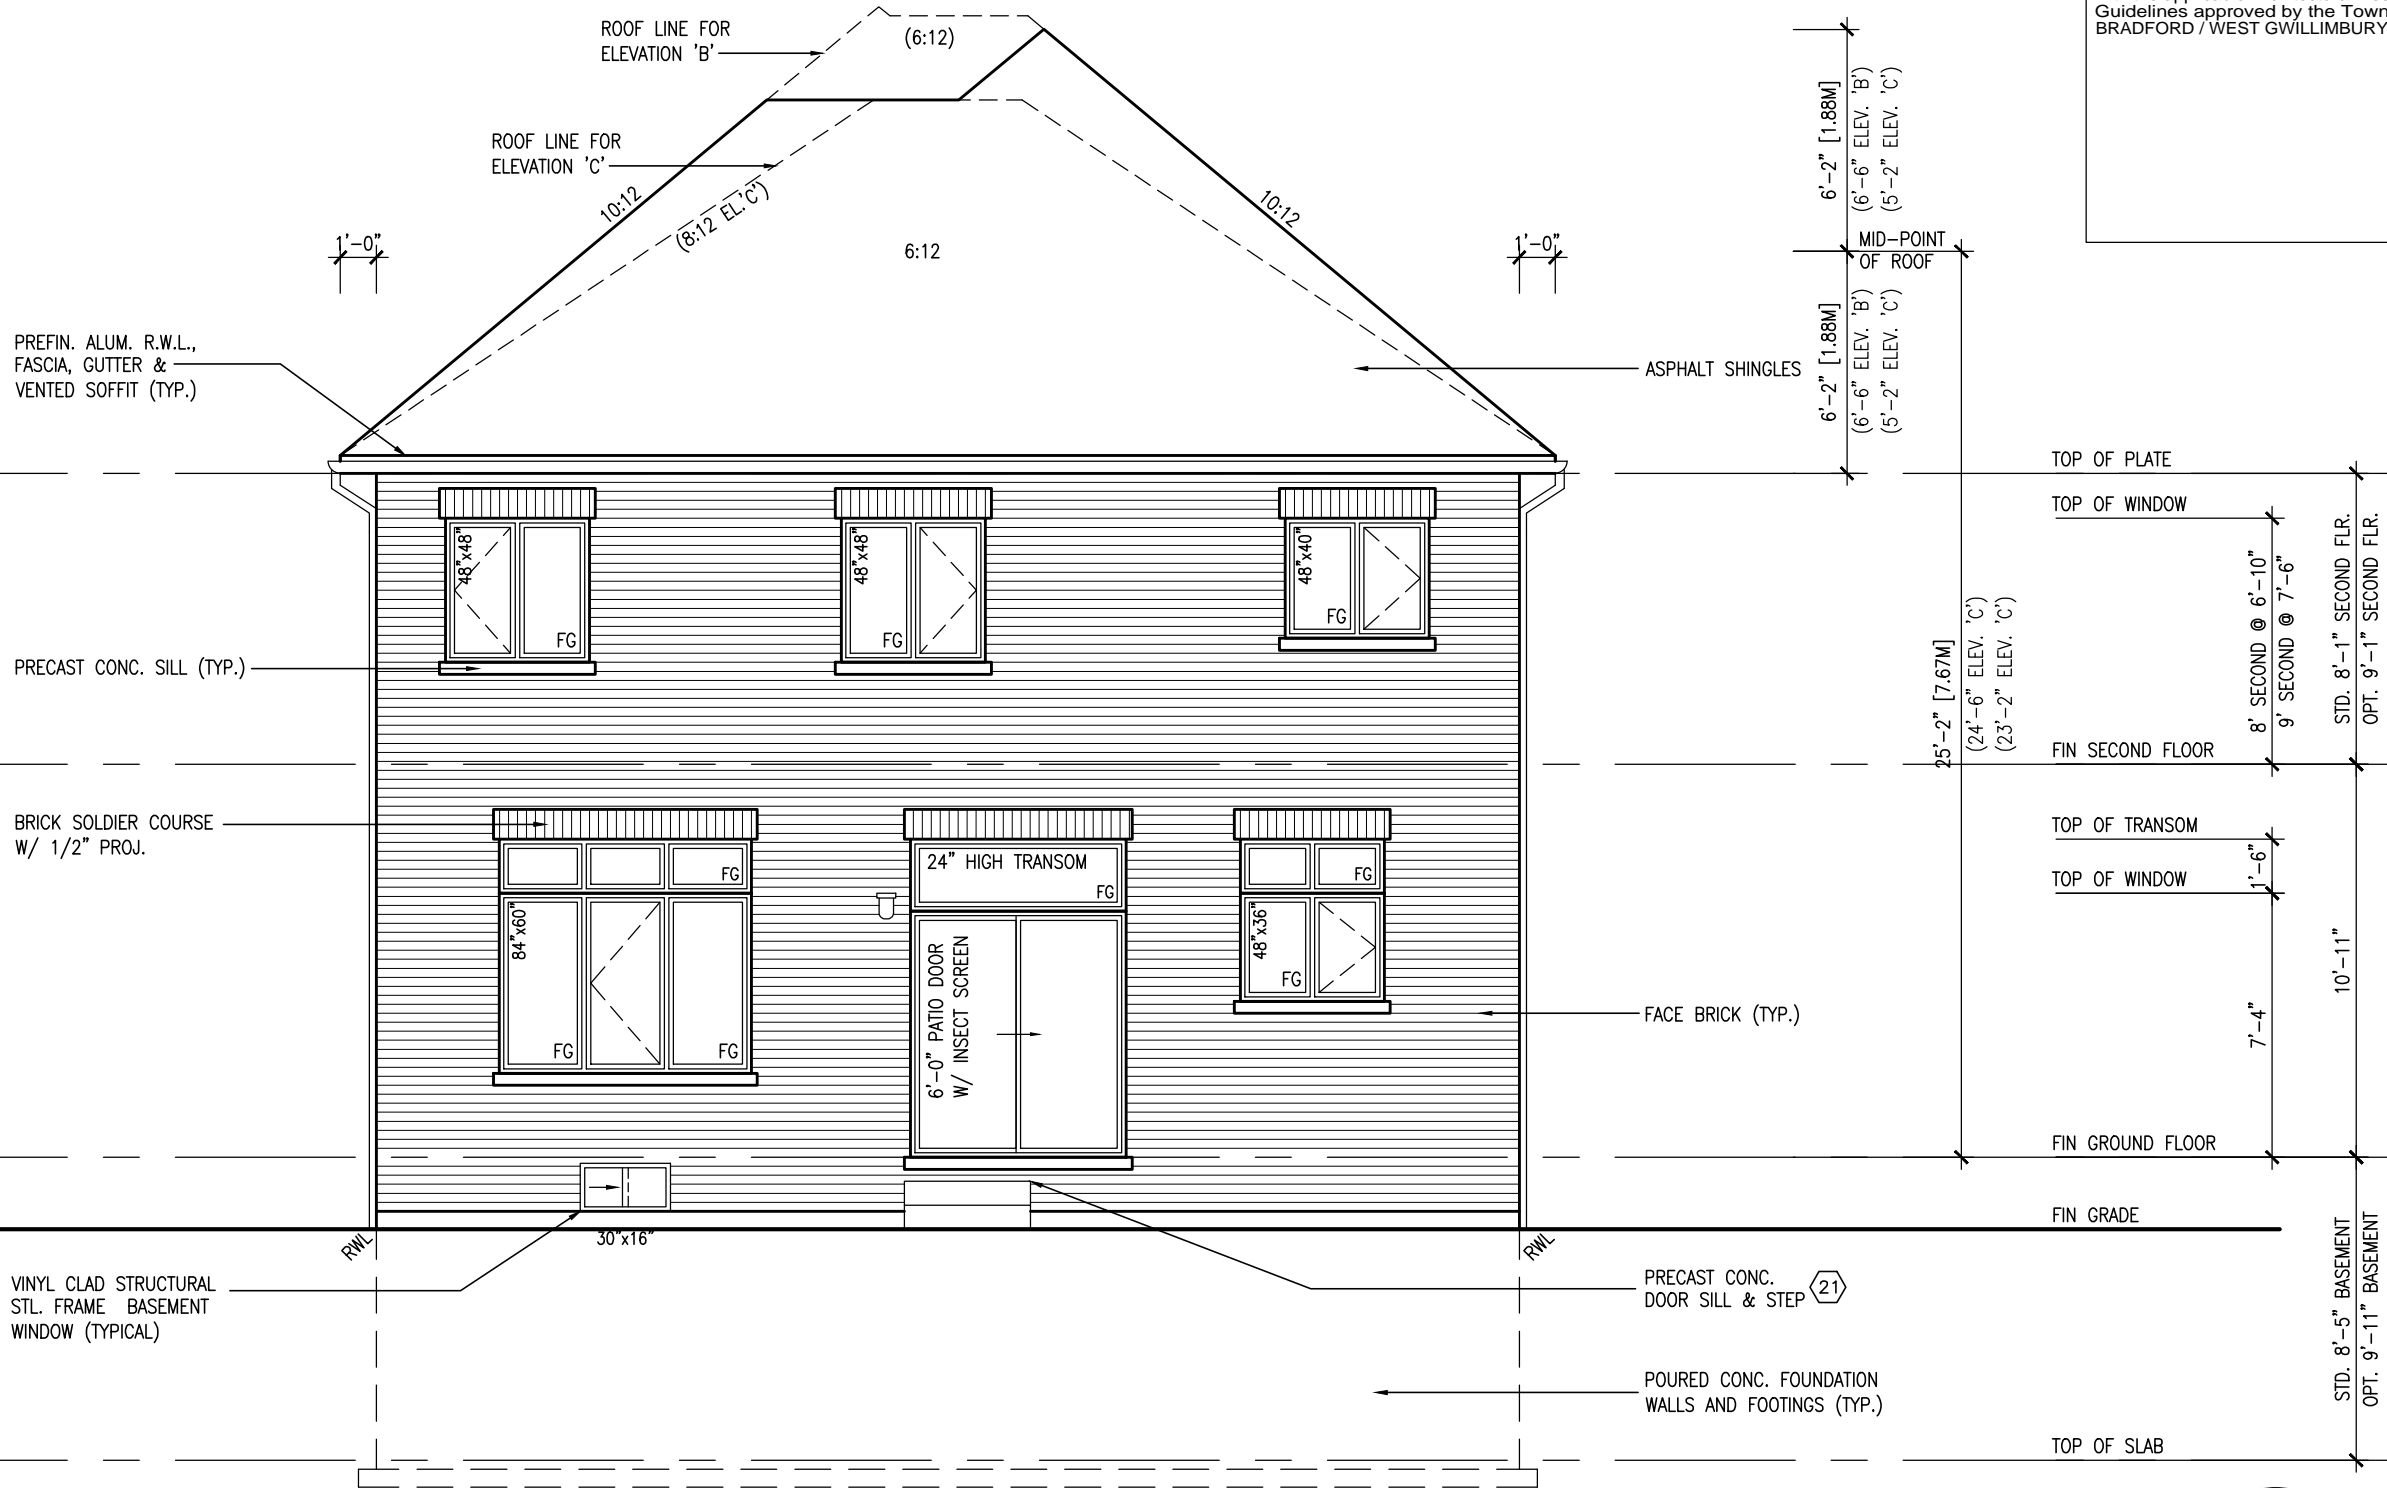 Guidelines approved by the Town
BRADFORD / WEST GWILLIMBURY
ROOF LINE FOR
ELEVATION 'B'
(6:12)
ROOF LINE FOR
ELEVATION 'C'
10:12
(8:12 EL.'C')
6:12
10:12
1'-0"
1'-0"
6'-2" [1.88M]
(6'-6" ELEV. 'B')
(5'-2" ELEV. 'C')
MID-POINT
OF ROOF
6'-2" [1.88M]
(6'-6" ELEV. 'B')
(5'-2" ELEV. 'C')
PREFIN. ALUM. R.W.L.,
FASCIA, GUTTER &
VENTED SOFFIT (TYP.)
ASPHALT SHINGLES
TOP OF PLATE
TOP OF WINDOW
48"x48"
FG
48"x48"
FG
48"x40"
FG
PRECAST CONC. SILL (TYP.)
25'-2" [7.67M]
(24'-6" ELEV. 'C')
(23'-2" ELEV. 'C')
8' SECOND @ 6'-10"
9' SECOND @ 7'-6"
STD. 8'-1" SECOND FLR.
OPT. 9'-1" SECOND FLR.
FIN SECOND FLOOR
BRICK SOLDIER COURSE
W/ 1/2" PROJ.
TOP OF TRANSOM
1'-6"
TOP OF WINDOW
FG
84"x60"
FG
FG
24" HIGH TRANSOM
FG
6'-0" PATIO DOOR
W/ INSECT SCREEN
FG
48"x36"
FG
FACE BRICK (TYP.)
7'-4"
10'-11"
FIN GROUND FLOOR
FIN GRADE
30"x16"
RWL
RWL
VINYL CLAD STRUCTURAL
STL. FRAME BASEMENT
WINDOW (TYPICAL)
PRECAST CONC.
DOOR SILL & STEP 21
STD. 8'-5" BASEMENT
OPT. 9'-11" BASEMENT
POURED CONC. FOUNDATION
WALLS AND FOOTINGS (TYP.)
TOP OF SLAB